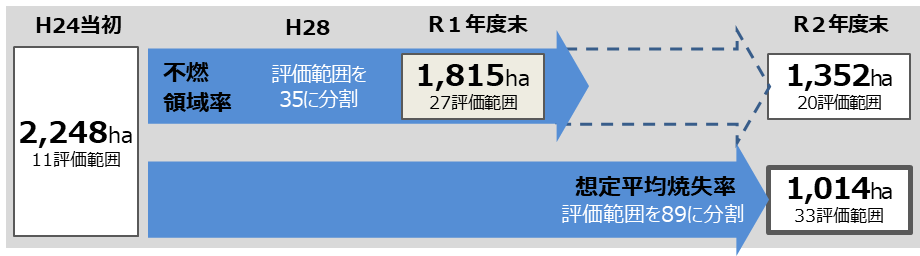 H24当初
H28
R1年度末
R2年度末
2,248ha
11評価範囲
不燃
領域率
評価範囲を
35に分割
1,815ha
27評価範囲
1,352ha
20評価範囲
想定平均焼失率
評価範囲を89に分割
1,014ha
33評価範囲